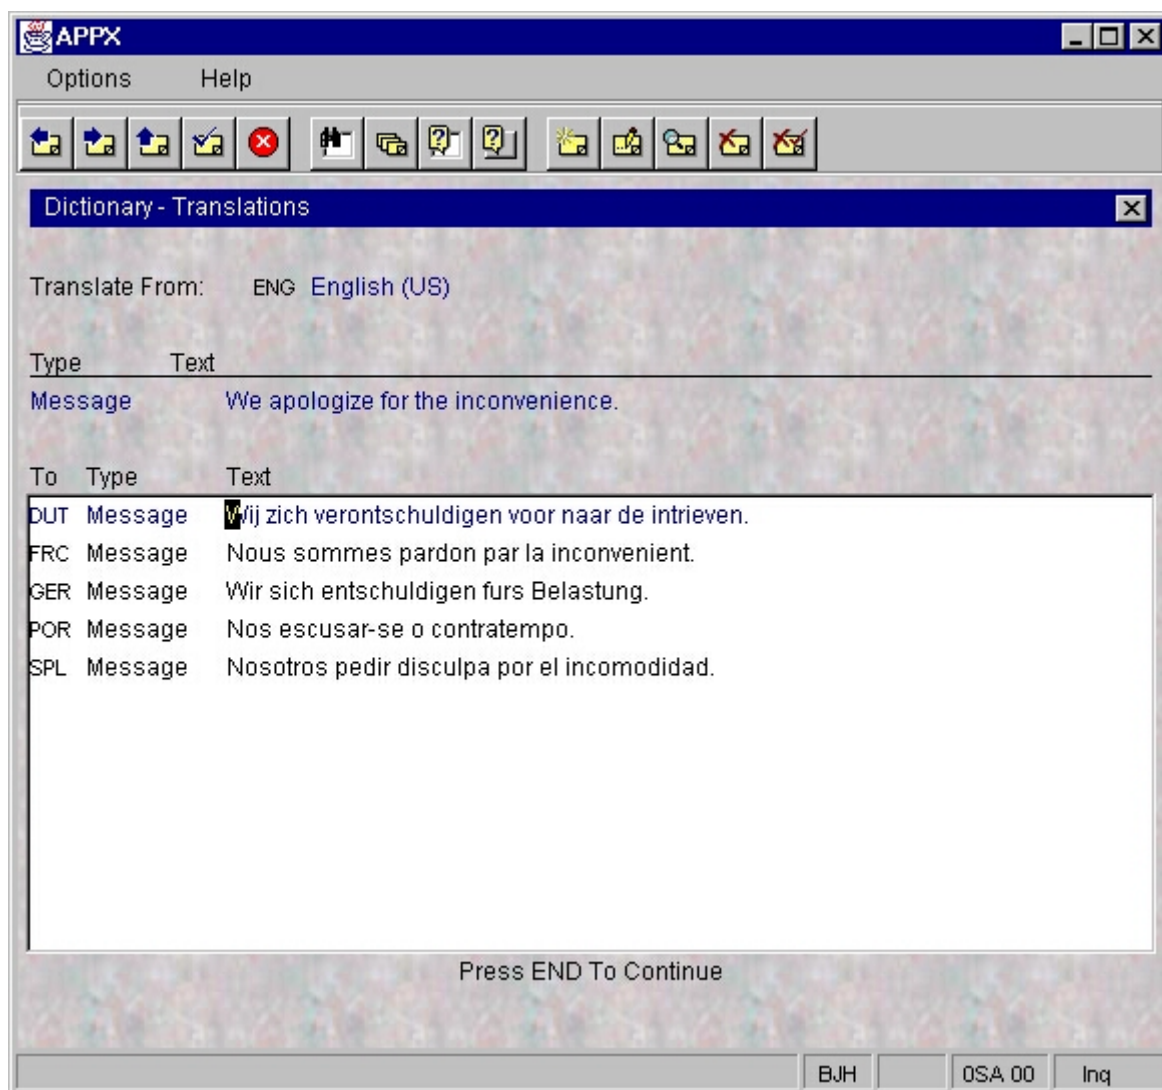 APPX
Options Help
Dictionary - Translations
Translate From: ENG English (US)
Type Text
Message We apologize for the inconvenience.
To Type Text
DUT Message Wij zich verontschuldigen voor naar de intrieven.
FRC Message Nous sommes pardon par la inconvenient.
GER Message Wir sich entschuldigen furs Belastung.
POR Message Nos escusar-se o contratempo.
SPL Message Nosotros pedir disculpa por el incomodidad.
Press END To Continue
BJH 0SA 00 Inq